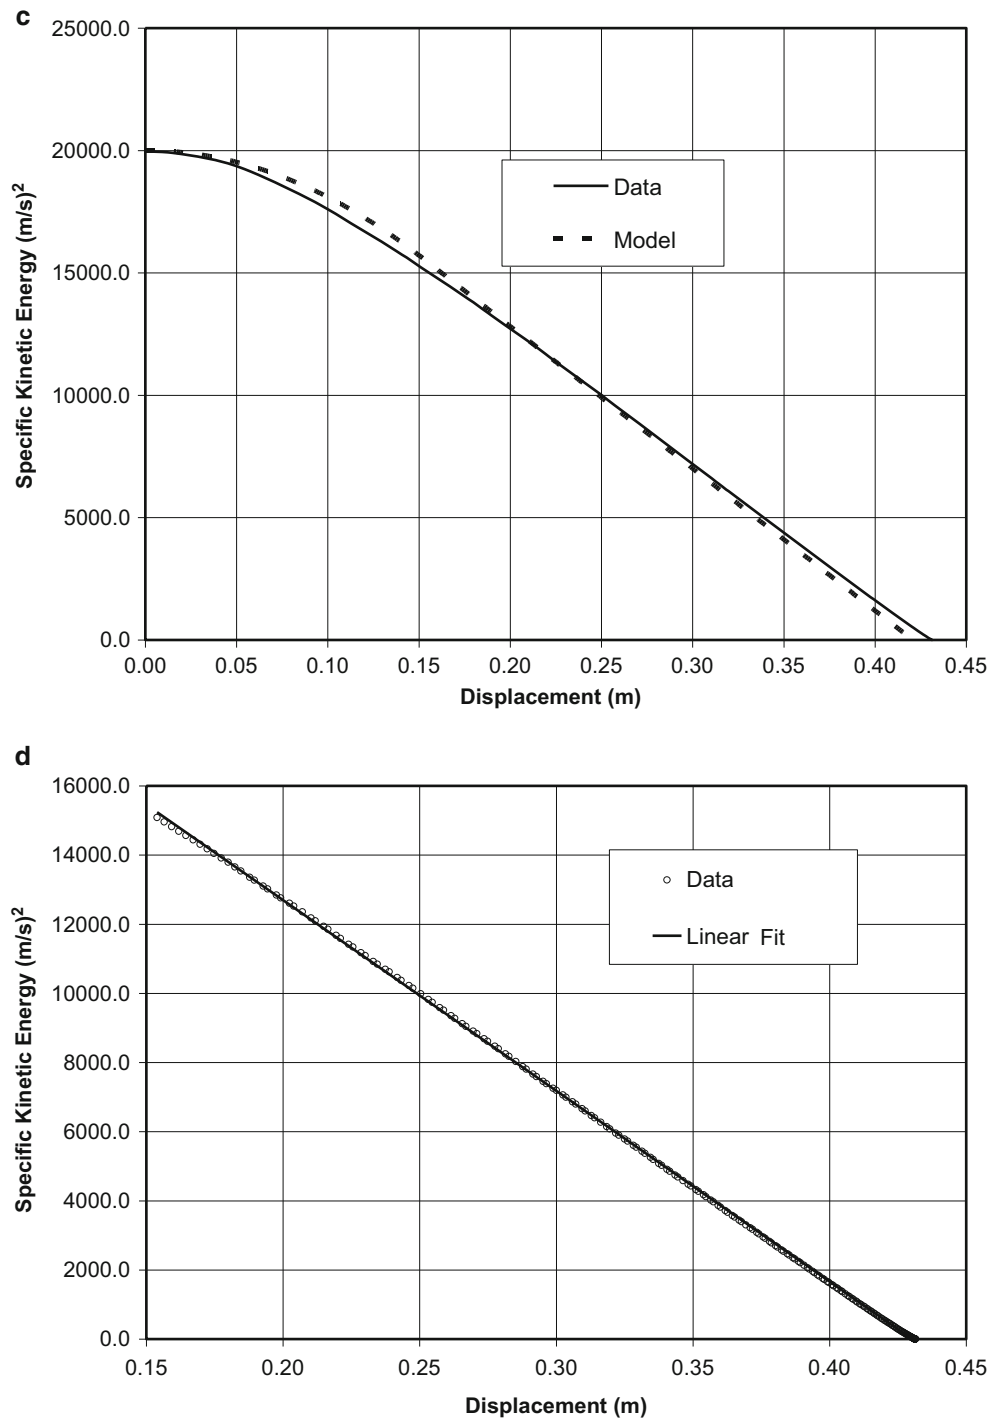 c
25000.0
20000.0
15000.0
10000.0
5000.0
0.0
Specific Kinetic Energy (m/s)²
Data
Model
0.00 0.05 0.10 0.15 0.20 0.25 0.30 0.35 0.40 0.45
Displacement (m)
d
16000.0
14000.0
12000.0
10000.0
8000.0
6000.0
4000.0
2000.0
0.0
Specific Kinetic Energy (m/s)²
Data
Linear Fit
0.15 0.20 0.25 0.30 0.35 0.40 0.45
Displacement (m)